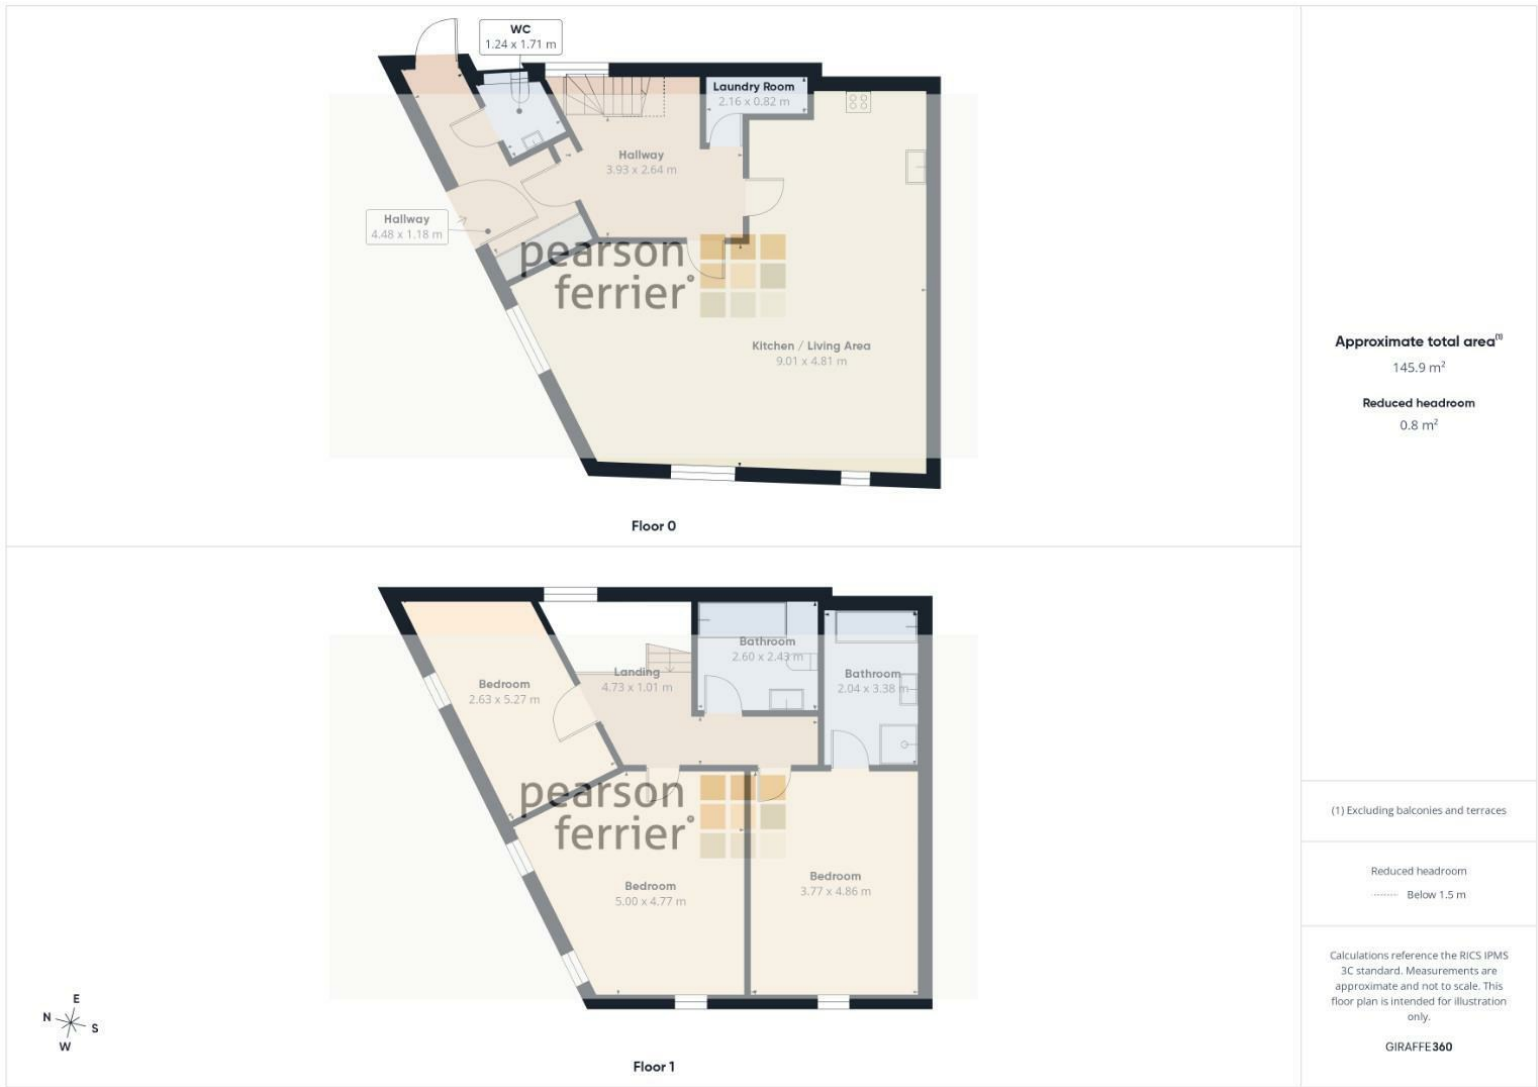 WC
1.24 x 1.71 m
Laundry Room
2.16 x 0.82 m
Hallway
3.93 x 2.64 m
Hallway
4.48 x 1.18 m
pearson
ferrier
Kitchen / Living Area
9.01 x 4.81 m
Floor 0
Approximate total area(1)
145.9 m²
Reduced headroom
0.8 m²
Bathroom
2.60 x 2.43 m
Landing
4.73 x 1.01 m
Bathroom
2.04 x 3.38 m
Bedroom
2.63 x 5.27 m
pearson
ferrier
Bedroom
5.00 x 4.77 m
Bedroom
3.77 x 4.86 m
E
N
S
W
Floor 1
(1) Excluding balconies and terraces
Reduced headroom
Below 1.5 m
Calculations reference the RICS IPMS
3C standard. Measurements are
approximate and not to scale. This
floor plan is intended for illustration
only.
GIRAFFE360